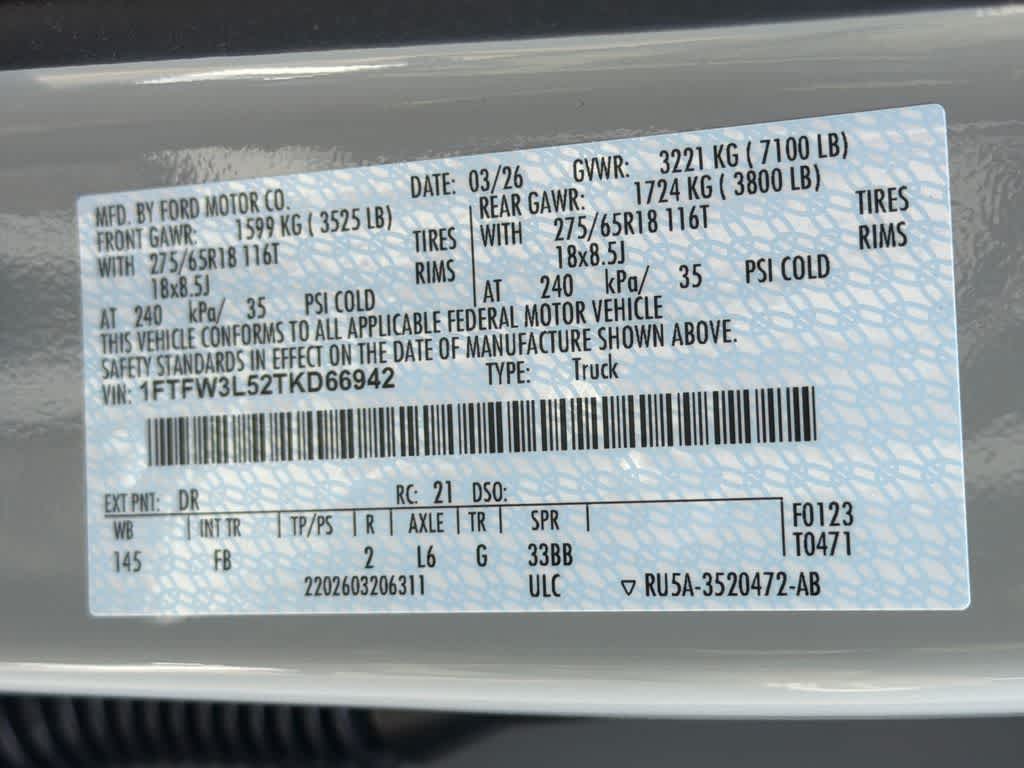 MFD. BY FORD MOTOR CO. DATE: 03/26 GVWR: 3221 KG ( 7100 LB)
FRONT GAWR: 1599 KG ( 3525 LB) REAR GAWR: 1724 KG ( 3800 LB)
WITH 275/65R18 116T TIRES WITH 275/65R18 116T TIRES
18x8.5J RIMS 18x8.5J RIMS
AT 240 kPa/ 35 PSI COLD AT 240 kPa/ 35 PSI COLD
THIS VEHICLE CONFORMS TO ALL APPLICABLE FEDERAL MOTOR VEHICLE
SAFETY STANDARDS IN EFFECT ON THE DATE OF MANUFACTURE SHOWN ABOVE.
VIN: 1FTFW3L52TKD66942 TYPE: Truck
EXT PNT: DR RC: 21 DSO:
WB INT TR TP/PS R AXLE TR SPR F0123
145 FB 2 L6 G 33BB T0471
2202603206311 ULC ▽ RU5A-3520472-AB